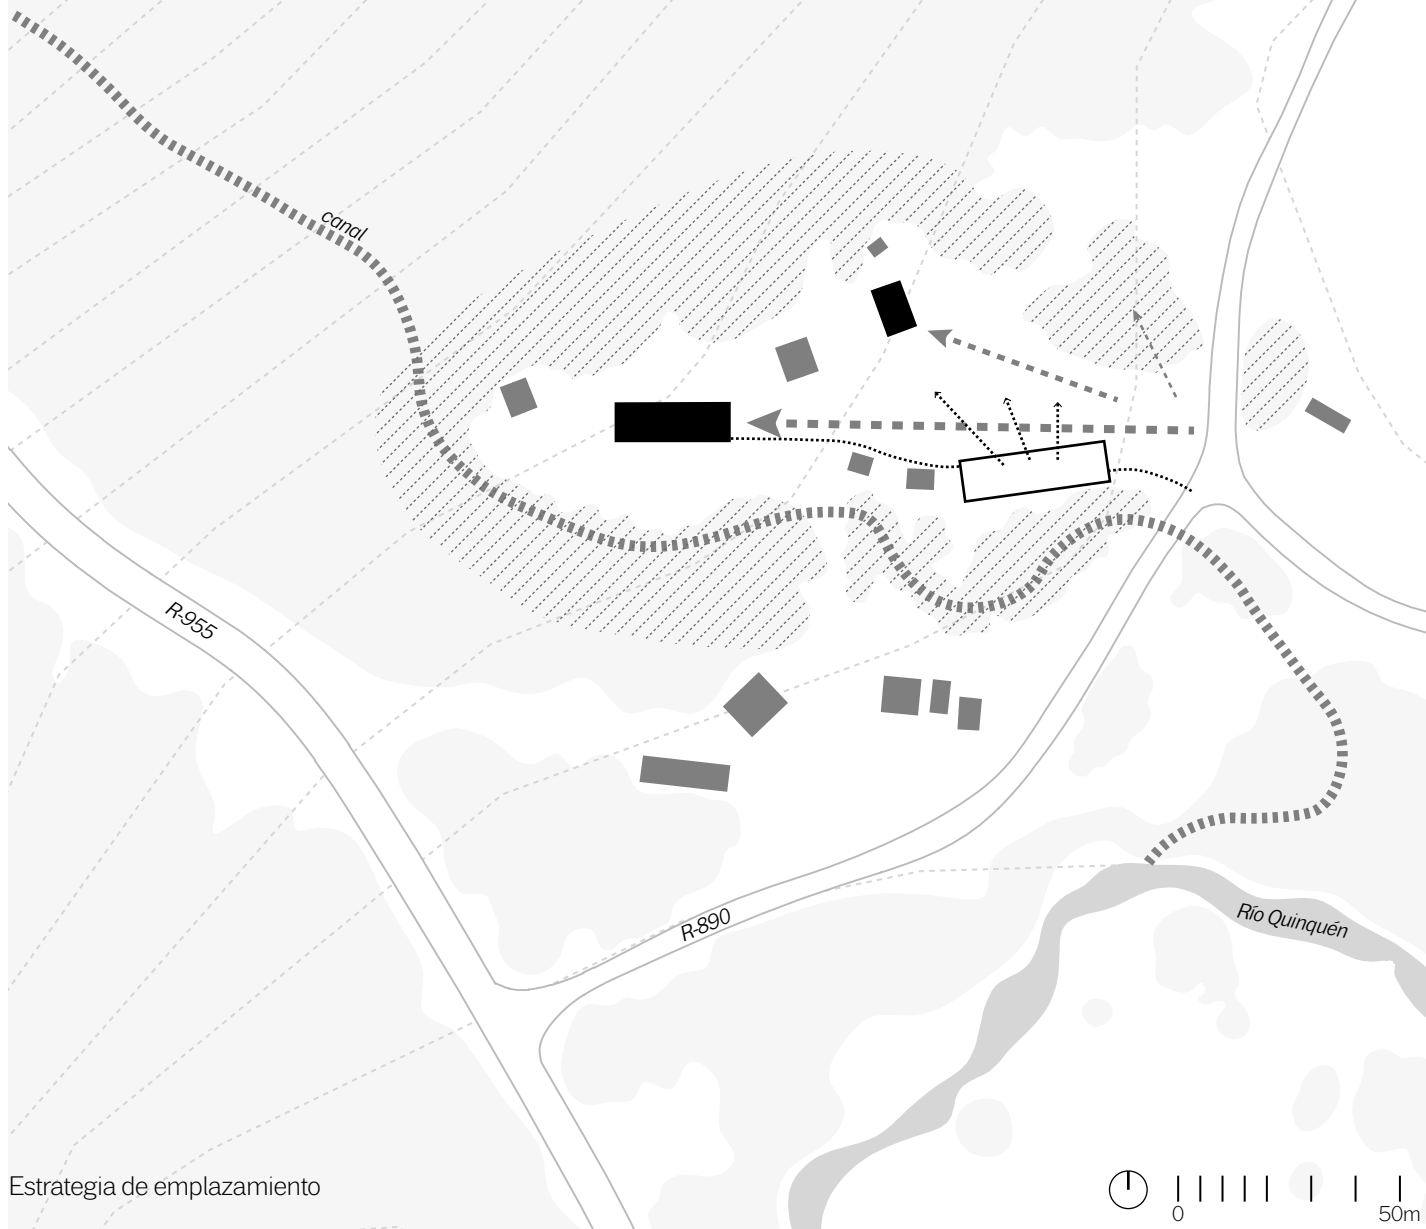 canal
R-955
R-890
Río Quinquén
Estrategia de emplazamiento
0 50m